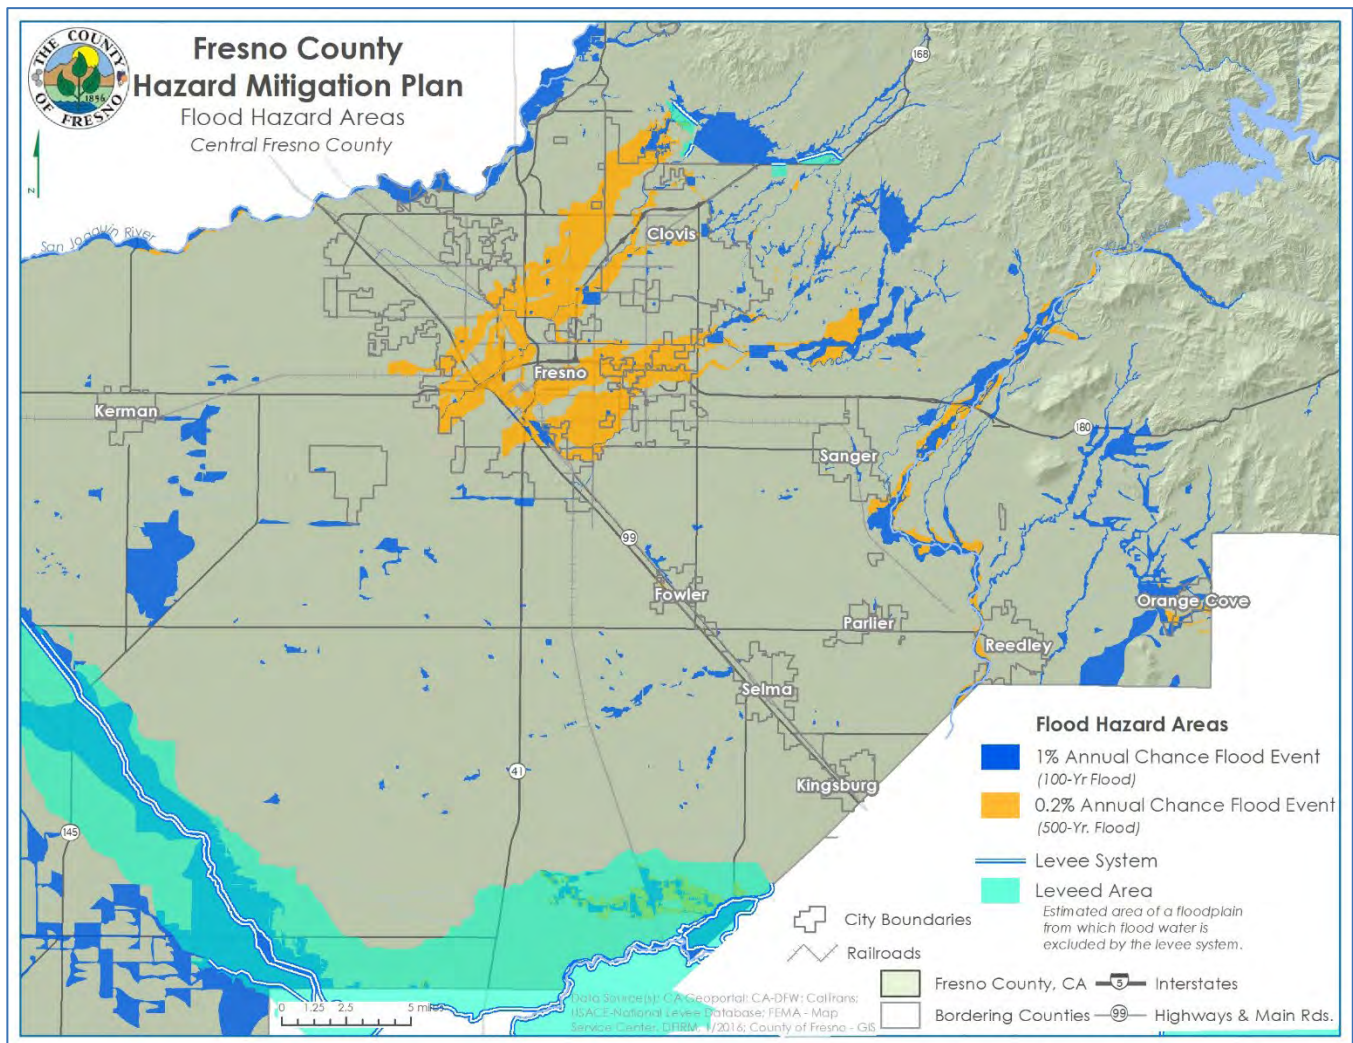 THE COUNTY
OF FRESNO
1856
Fresno County
Hazard Mitigation Plan
Flood Hazard Areas
Central Fresno County
N
168
San Joaquin River
Clovis
Fresno
Kerman
180
Sanger
99
Fowler
Orange Cove
Parlier
Reedley
Selma
Kingsburg
41
145
Flood Hazard Areas
1% Annual Chance Flood Event
(100-Yr Flood)
0.2% Annual Chance Flood Event
(500-Yr. Flood)
Levee System
Leveed Area
Estimated area of a floodplain
from which flood water is
excluded by the levee system.
City Boundaries
Railroads
Fresno County, CA
5 Interstates
Bordering Counties
99 Highways & Main Rds.
0 1.25 2.5 5 miles
Data Source(s): CA Geoportal; CA-DFW; Caltrans;
USACE-National Levee Database; FEMA - Map
Service Center, DFIRM, 1/2016; County of Fresno - GIS